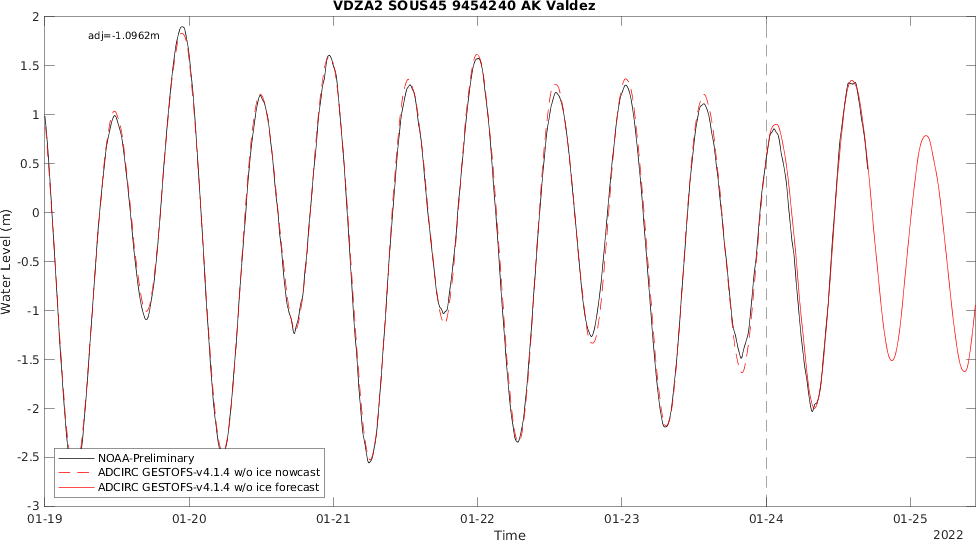 VDZA2 SOUS45 9454240 AK Valdez
adj=-1.0962m
2
1.5
1
0.5
0
-0.5
-1
-1.5
-2
-2.5
-3
Water Level (m)
NOAA-Preliminary
ADCIRC GESTOFS-v4.1.4 w/o ice nowcast
ADCIRC GESTOFS-v4.1.4 w/o ice forecast
01-19 01-20 01-21 01-22 01-23 01-24 01-25
Time
2022